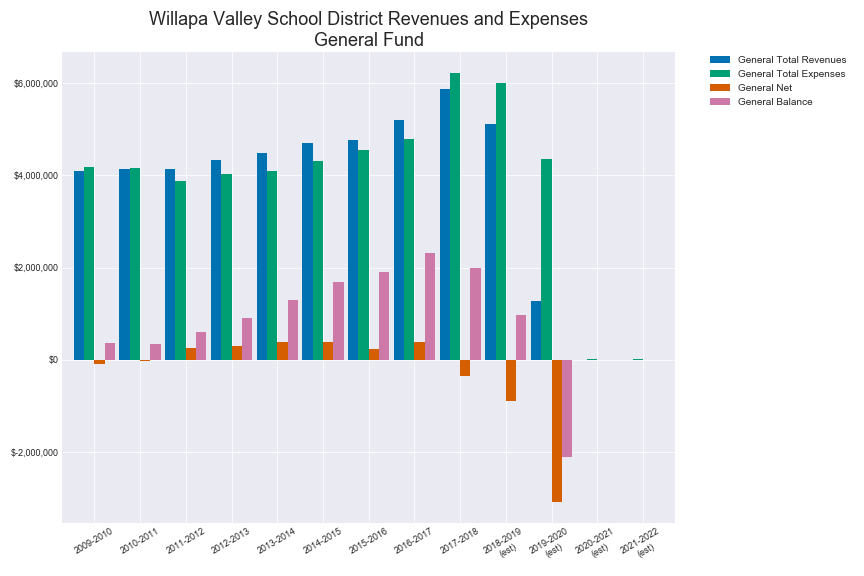 Willapa Valley School District Revenues and Expenses
General Fund
General Total Revenues
General Total Expenses
General Net
General Balance
$6,000,000
$4,000,000
$2,000,000
$0
$-2,000,000
2009-2010
2010-2011
2011-2012
2012-2013
2013-2014
2014-2015
2015-2016
2016-2017
2017-2018
2018-2019
(est)
2019-2020
(est)
2020-2021
(est)
2021-2022
(est)